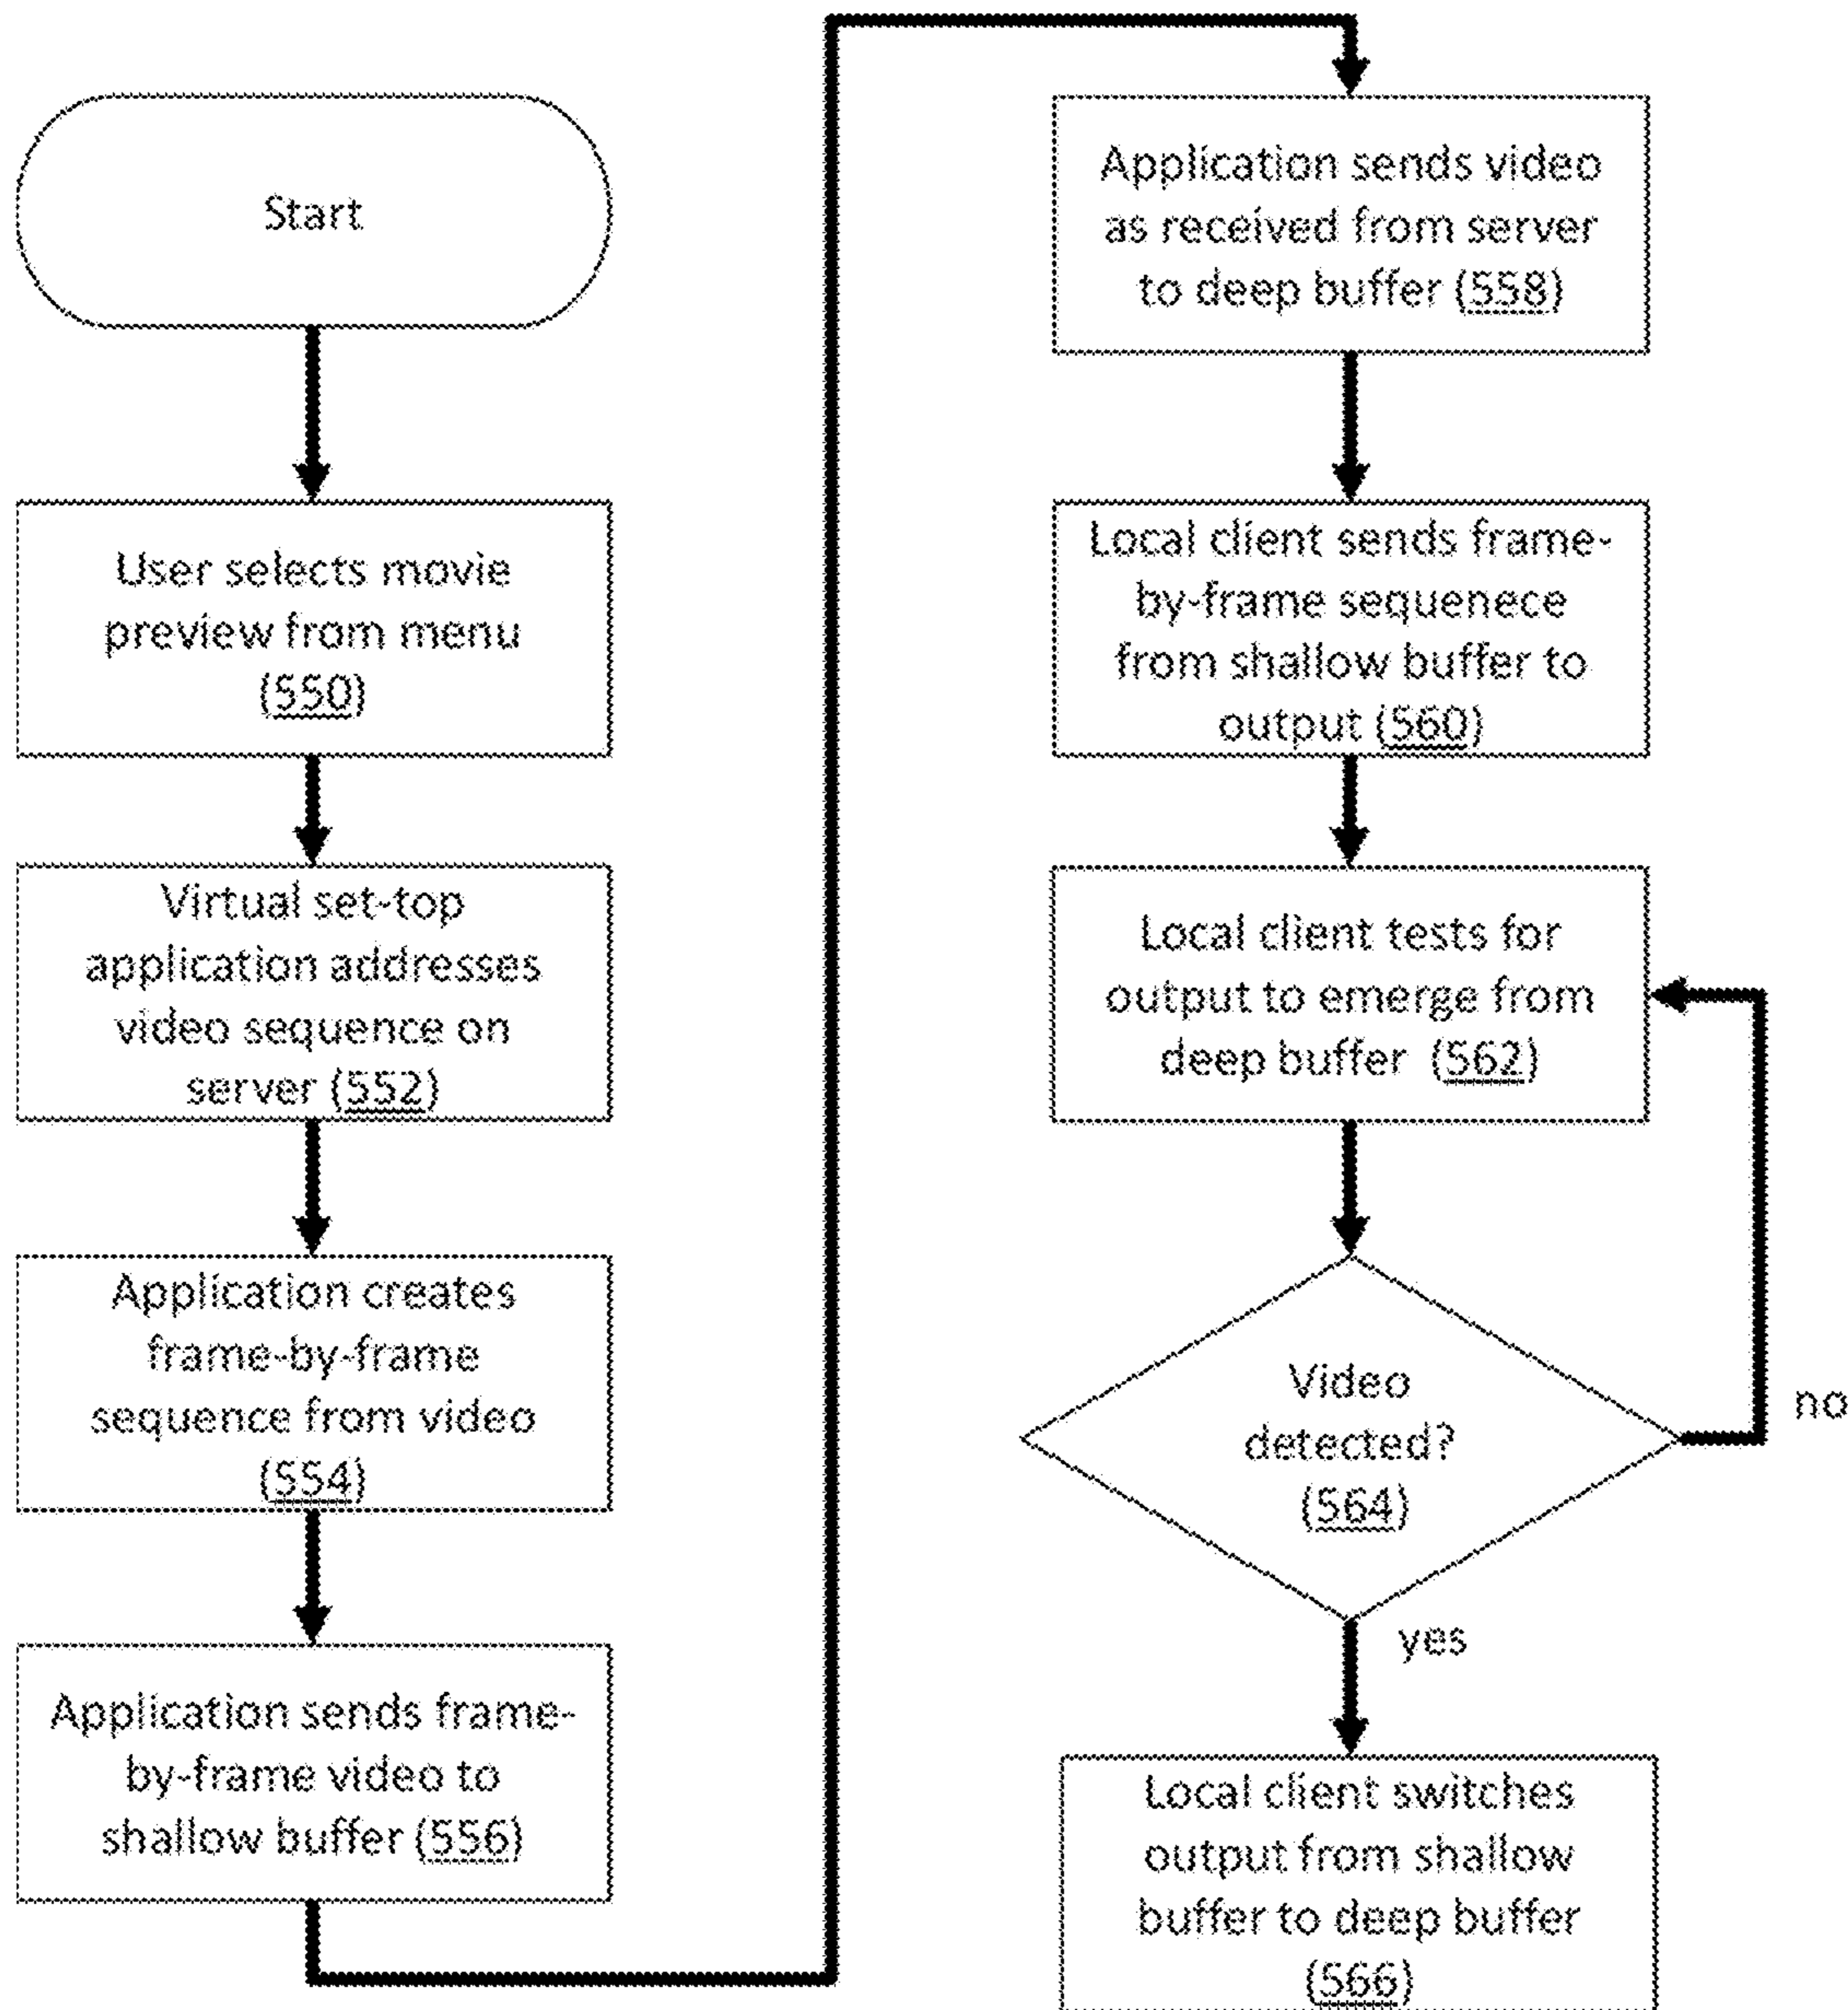 Start
User selects movie
preview from menu
(550)
Virtual set-top
application addresses
video sequence on
server (552)
Application creates
frame-by-frame
sequence from video
(554)
Application sends frame-
by-frame video to
shallow buffer (556)
Application sends video
as received from server
to deep buffer (558)
Local client sends frame-
by-frame sequenece
from shallow buffer to
output (560)
Local client tests for
output to emerge from
deep buffer (562)
Video
detected?
(564)
no
yes
Local client switches
output from shallow
buffer to deep buffer
(566)